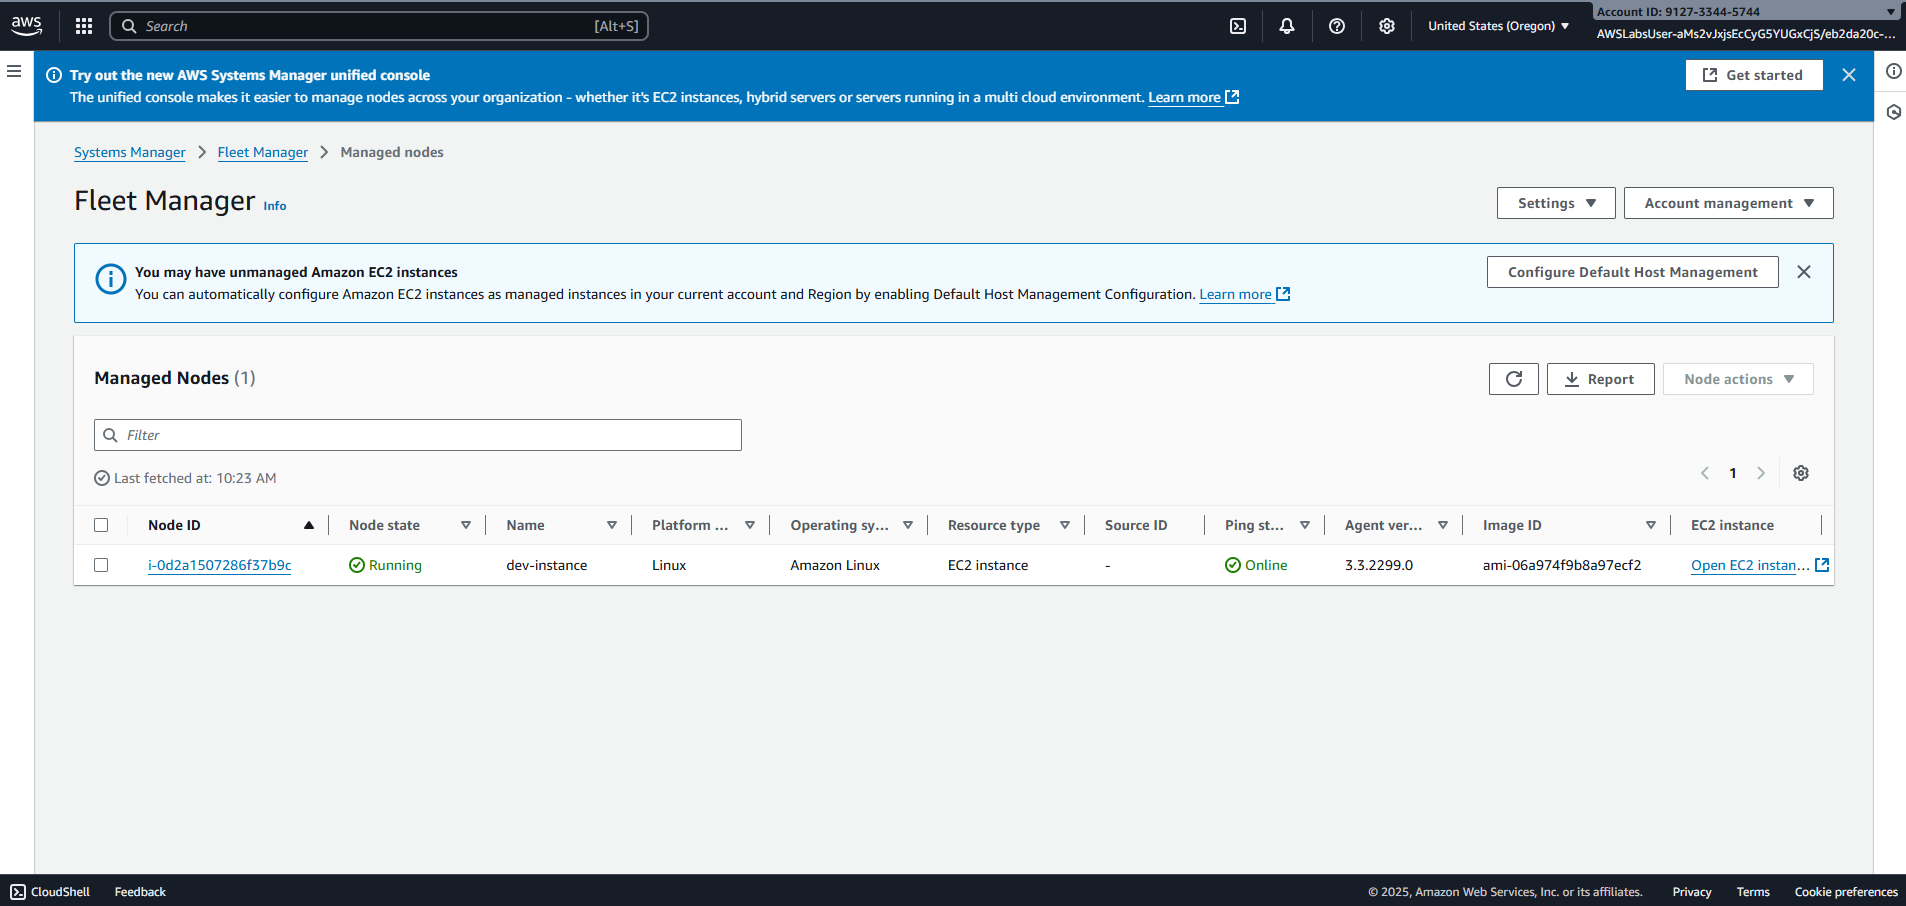 aws
Search
[Alt+S]
United States (Oregon)
Account ID: 9127-3344-5744
AWSLabsUser-aMs2vJxjsEcCyG5YUGxCjS/eb2da20c-...
Try out the new AWS Systems Manager unified console
The unified console makes it easier to manage nodes across your organization - whether it's EC2 instances, hybrid servers or servers running in a multi cloud environment. Learn more
Get started
Systems Manager > Fleet Manager > Managed nodes
Fleet Manager Info
Settings
Account management
You may have unmanaged Amazon EC2 instances
You can automatically configure Amazon EC2 instances as managed instances in your current account and Region by enabling Default Host Management Configuration. Learn more
Configure Default Host Management
Managed Nodes (1)
Report
Node actions
Filter
Last fetched at: 10:23 AM
1
Node ID Node state Name Platform ... Operating sy... Resource type Source ID Ping st... Agent ver... Image ID EC2 instance
i-0d2a1507286f37b9c Running dev-instance Linux Amazon Linux EC2 instance - Online 3.3.2299.0 ami-06a974f9b8a97ecf2 Open EC2 instan...
CloudShell Feedback © 2025, Amazon Web Services, Inc. or its affiliates. Privacy Terms Cookie preferences